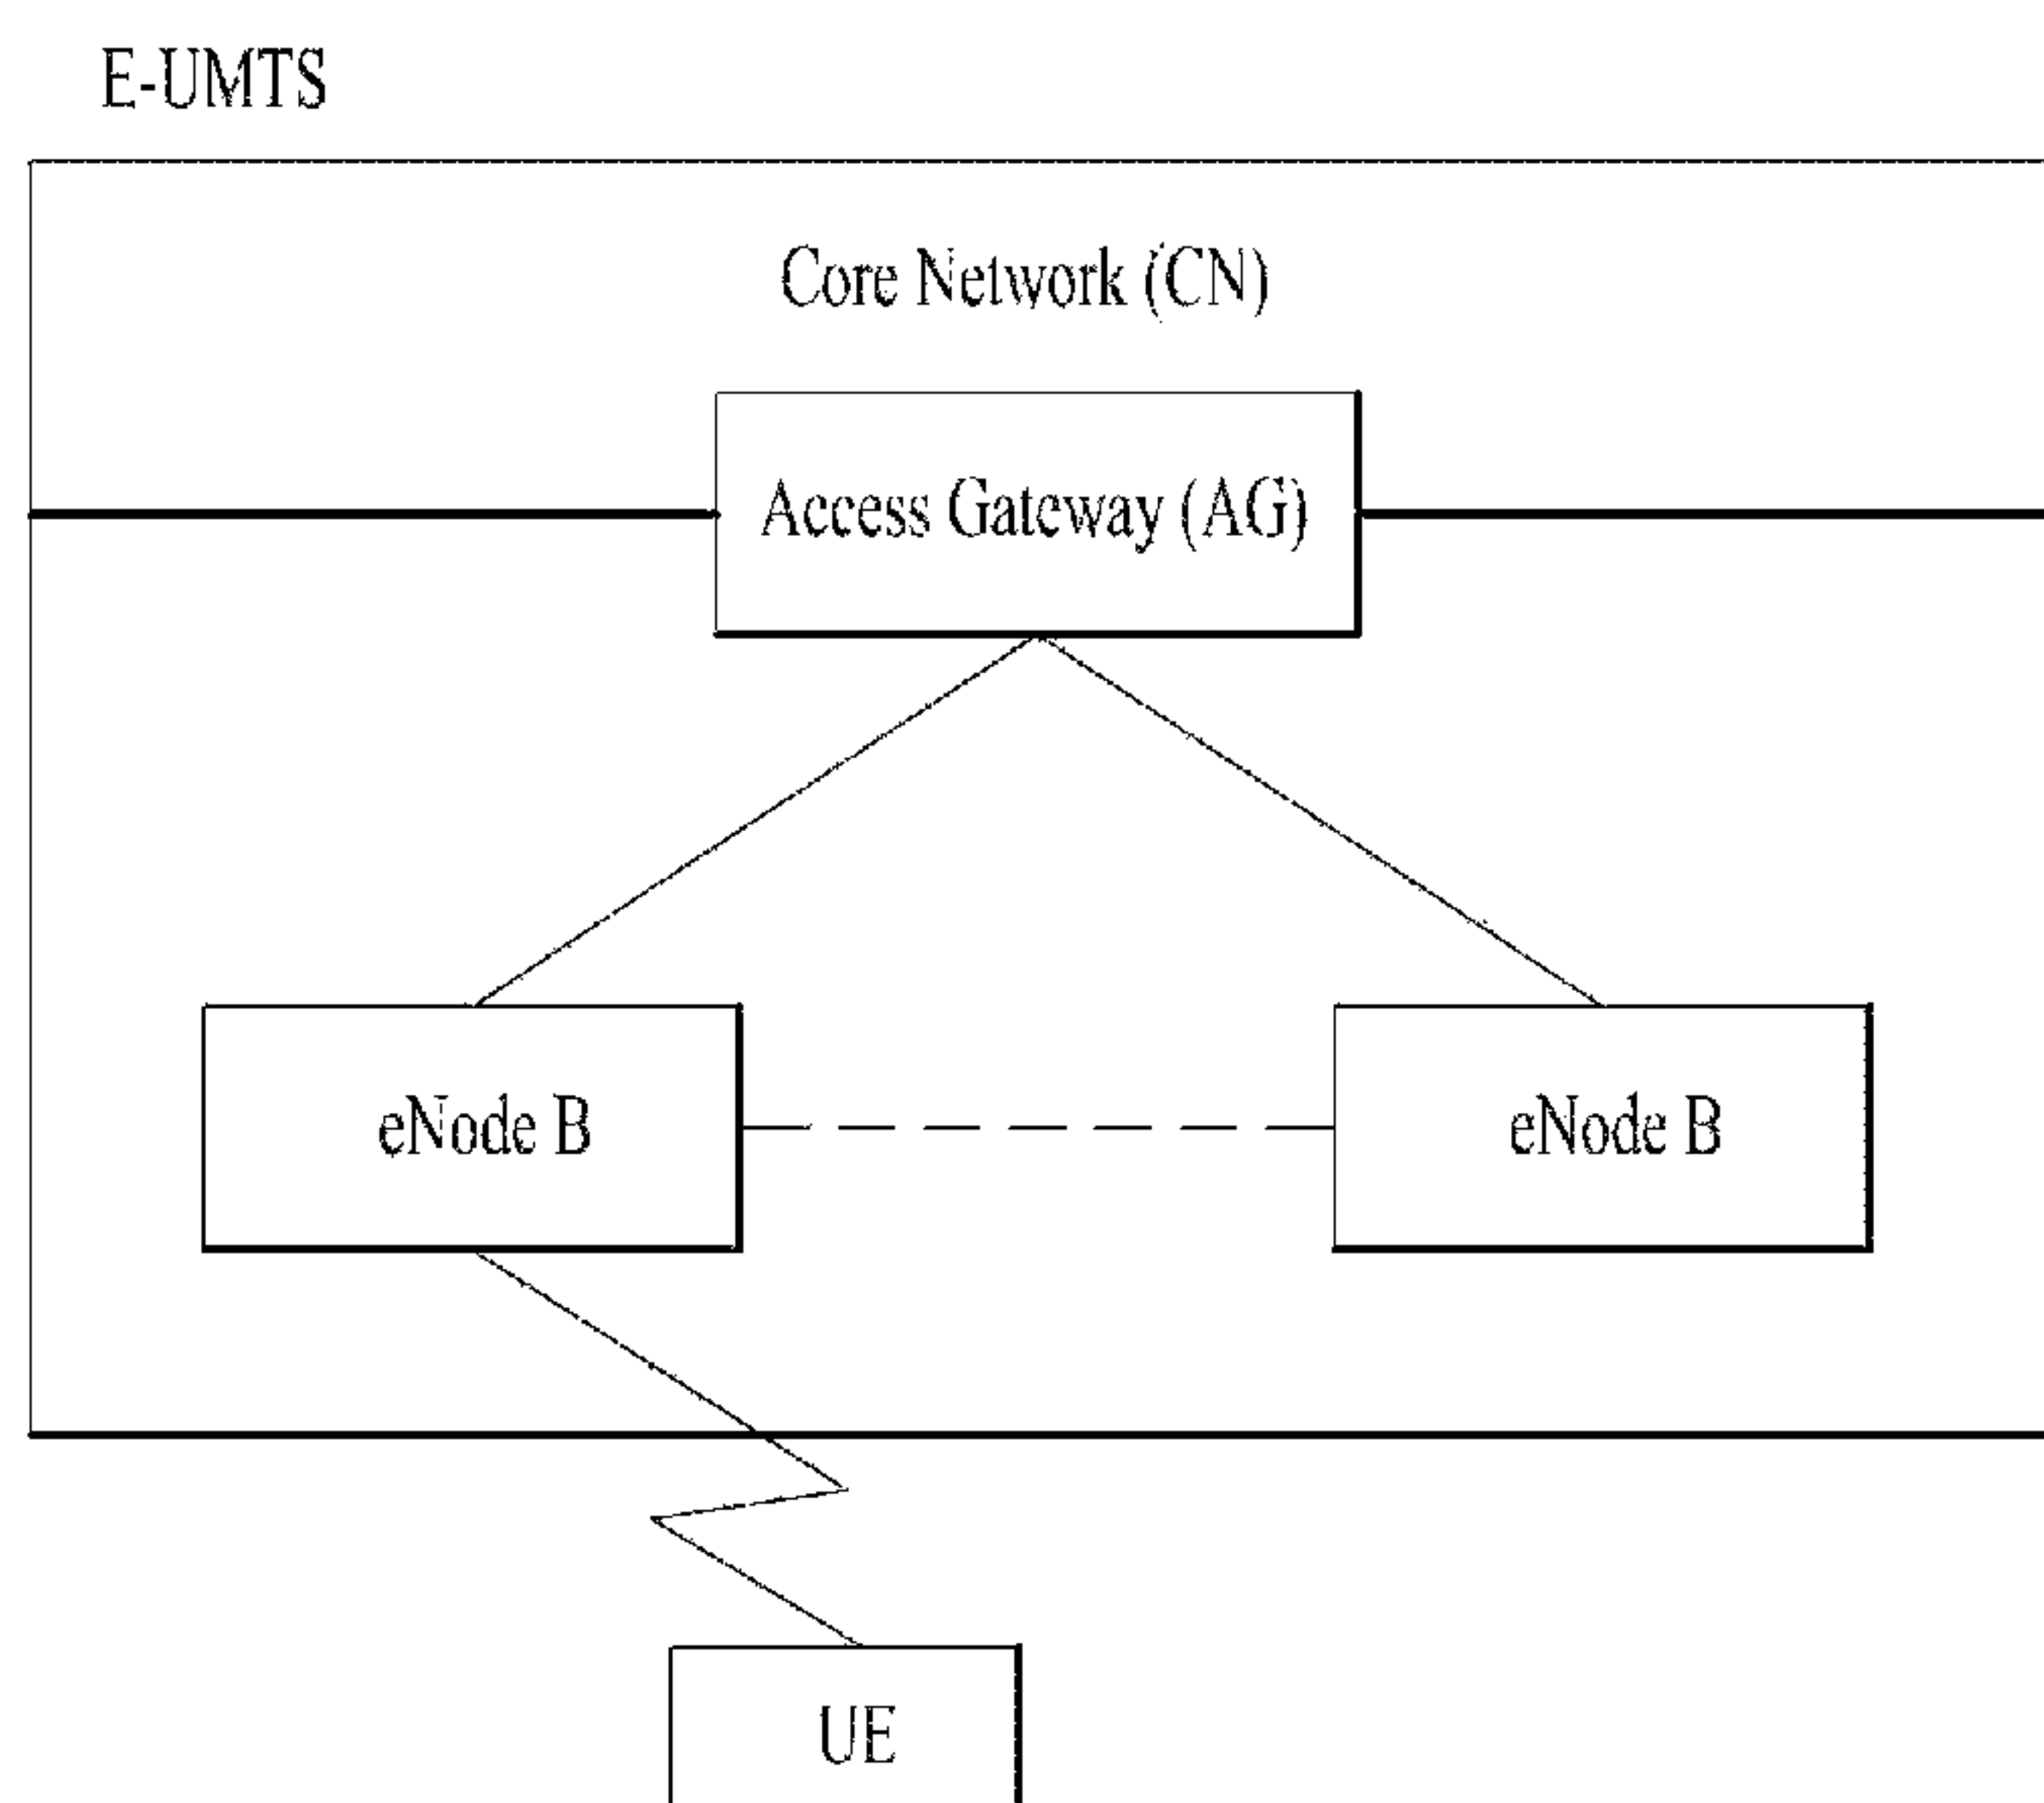 E-UMTS
Core Network (CN)
Access Gateway (AG)
eNode B
eNode B
UE